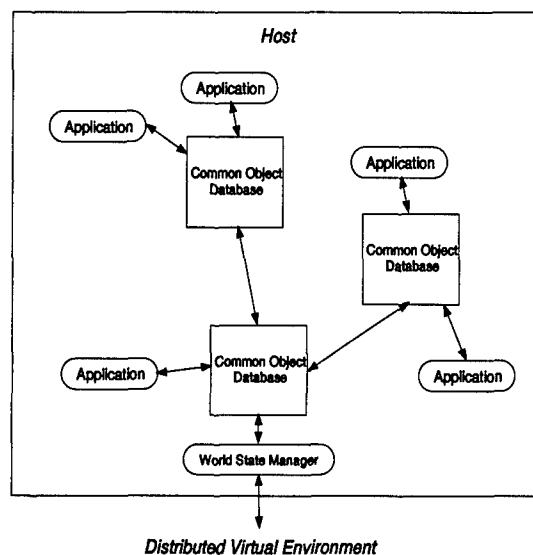 Host
Application
Application
Common Object
Database
Application
Common Object
Database
Application
Common Object
Database
Application
World State Manager
Distributed Virtual Environment